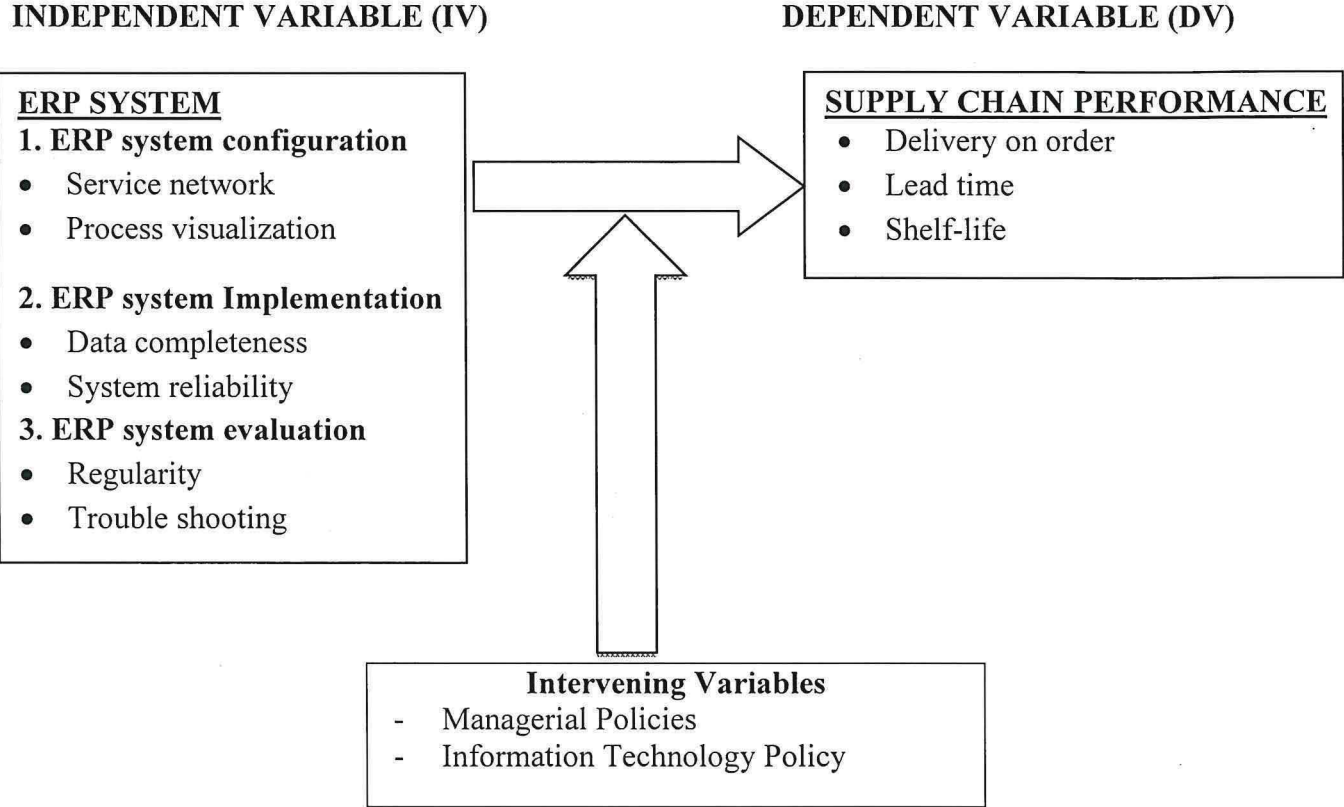 INDEPENDENT VARIABLE (IV)
DEPENDENT VARIABLE (DV)
ERP SYSTEM
1. ERP system configuration
• Service network
• Process visualization
2. ERP system Implementation
• Data completeness
• System reliability
3. ERP system evaluation
• Regularity
• Trouble shooting
SUPPLY CHAIN PERFORMANCE
• Delivery on order
• Lead time
• Shelf-life
Intervening Variables
- Managerial Policies
- Information Technology Policy